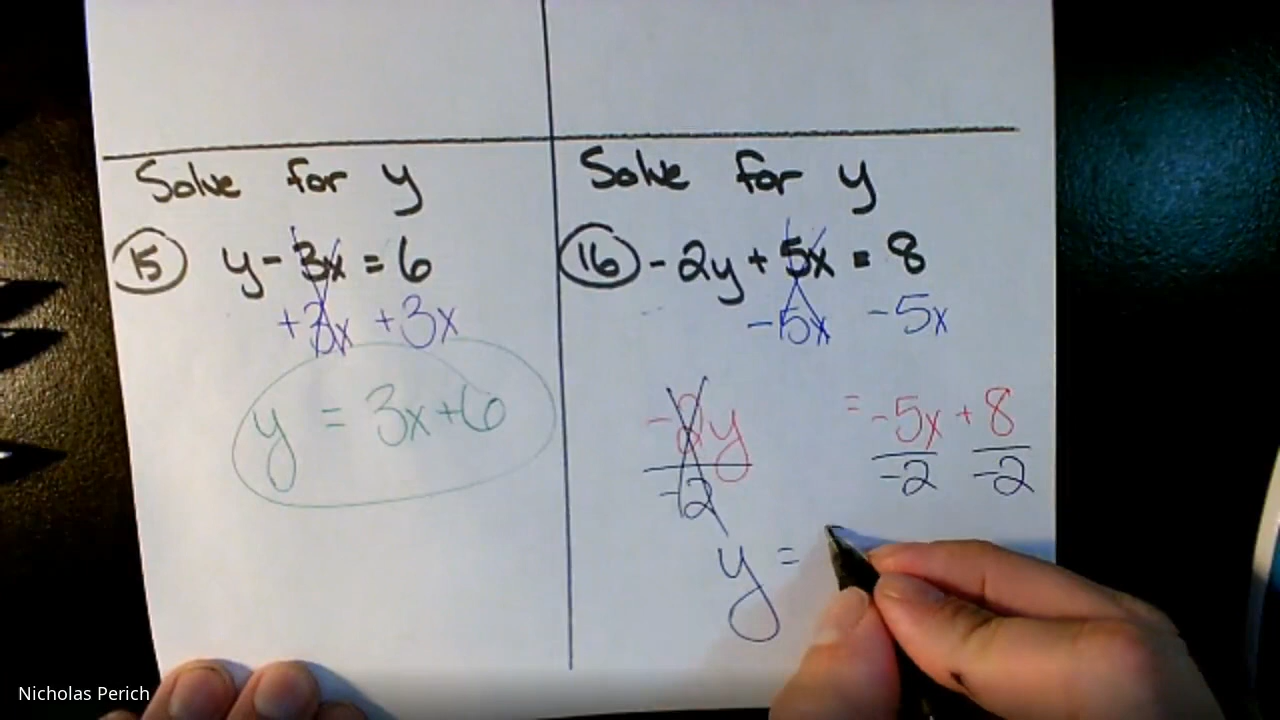 Solve for y
15 y - 3x = 6
+3x +3x
y = 3x+6
Solve for y
16 -2y + 5x = 8
-5x -5x
-2y = -5x + 8
-2 -2 -2
y =
Nicholas Perich